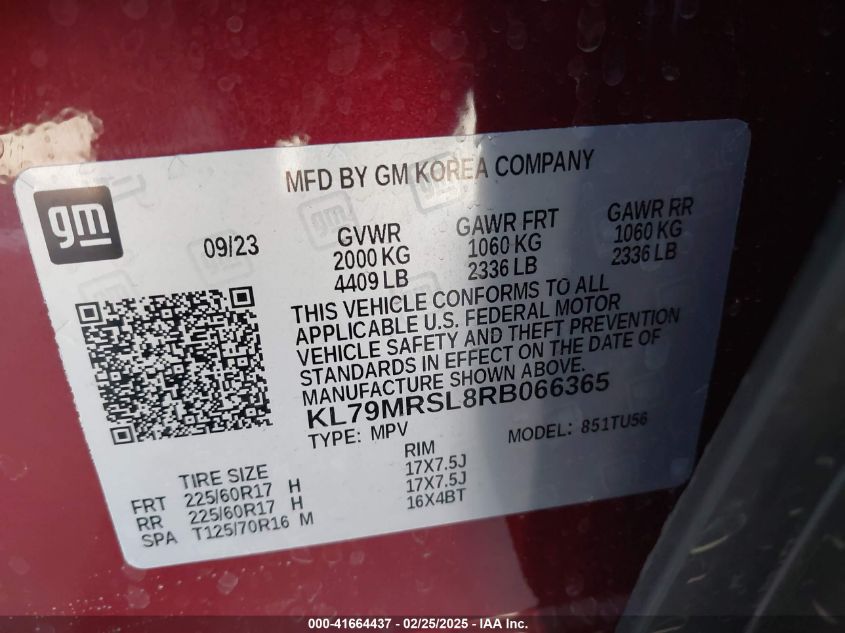 MFD BY GM KOREA COMPANY
gm
09/23
GVWR
2000 KG
4409 LB
GAWR FRT
1060 KG
2336 LB
GAWR RR
1060 KG
2336 LB
THIS VEHICLE CONFORMS TO ALL
APPLICABLE U.S. FEDERAL MOTOR
VEHICLE SAFETY AND THEFT PREVENTION
STANDARDS IN EFFECT ON THE DATE OF
MANUFACTURE SHOWN ABOVE.
KL79MRSL8RB066365
TYPE: MPV
MODEL: 851TU56
TIRE SIZE
RIM
FRT 225/60R17 H 17X7.5J
RR 225/60R17 H 17X7.5J
SPA T125/70R16 M 16X4BT
000-41664437 - 02/25/2025 - IAA Inc.